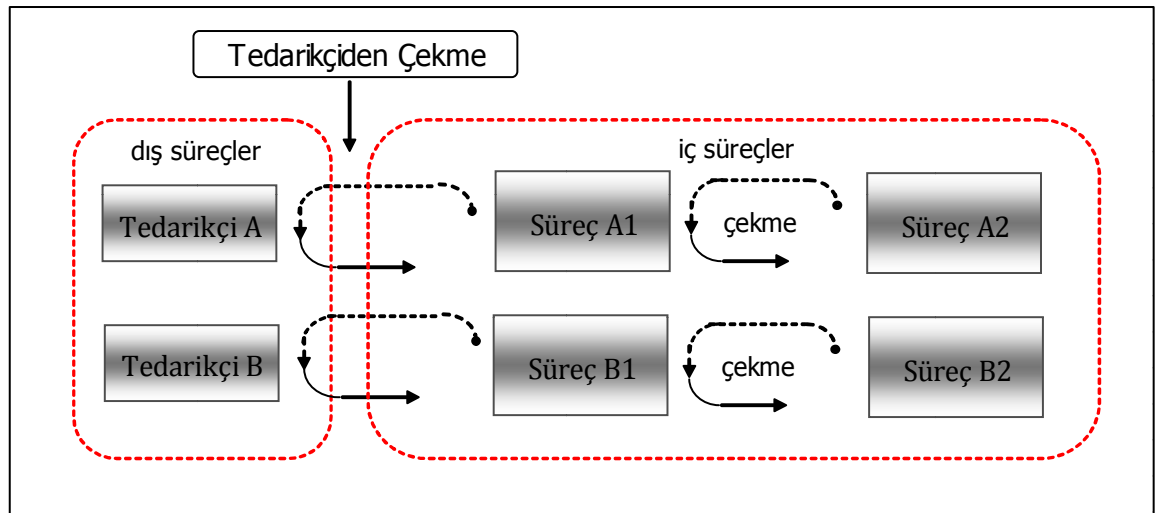 Tedarikçiden Çekme
dış süreçler
iç süreçler
Tedarikçi A
Süreç A1
çekme
Süreç A2
Tedarikçi B
Süreç B1
çekme
Süreç B2